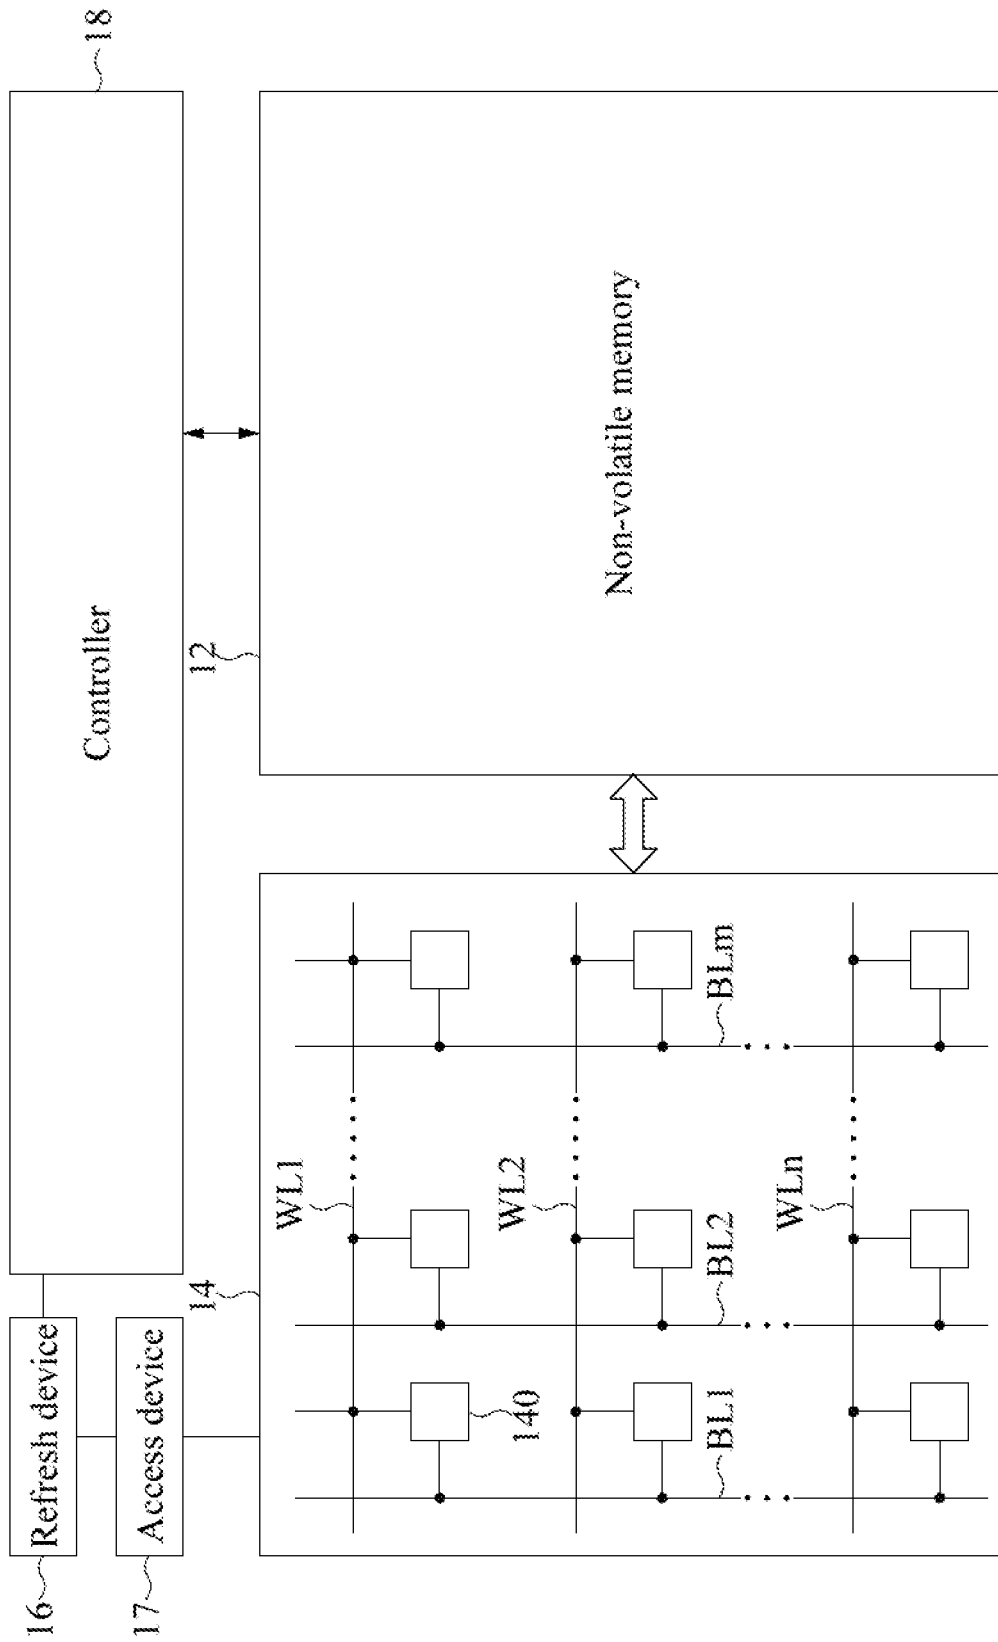 16
Refresh device
17
Access device
Controller
18
14
12
WL1
140
WL2
BL1
BL2
BLm
WLn
Non-volatile memory